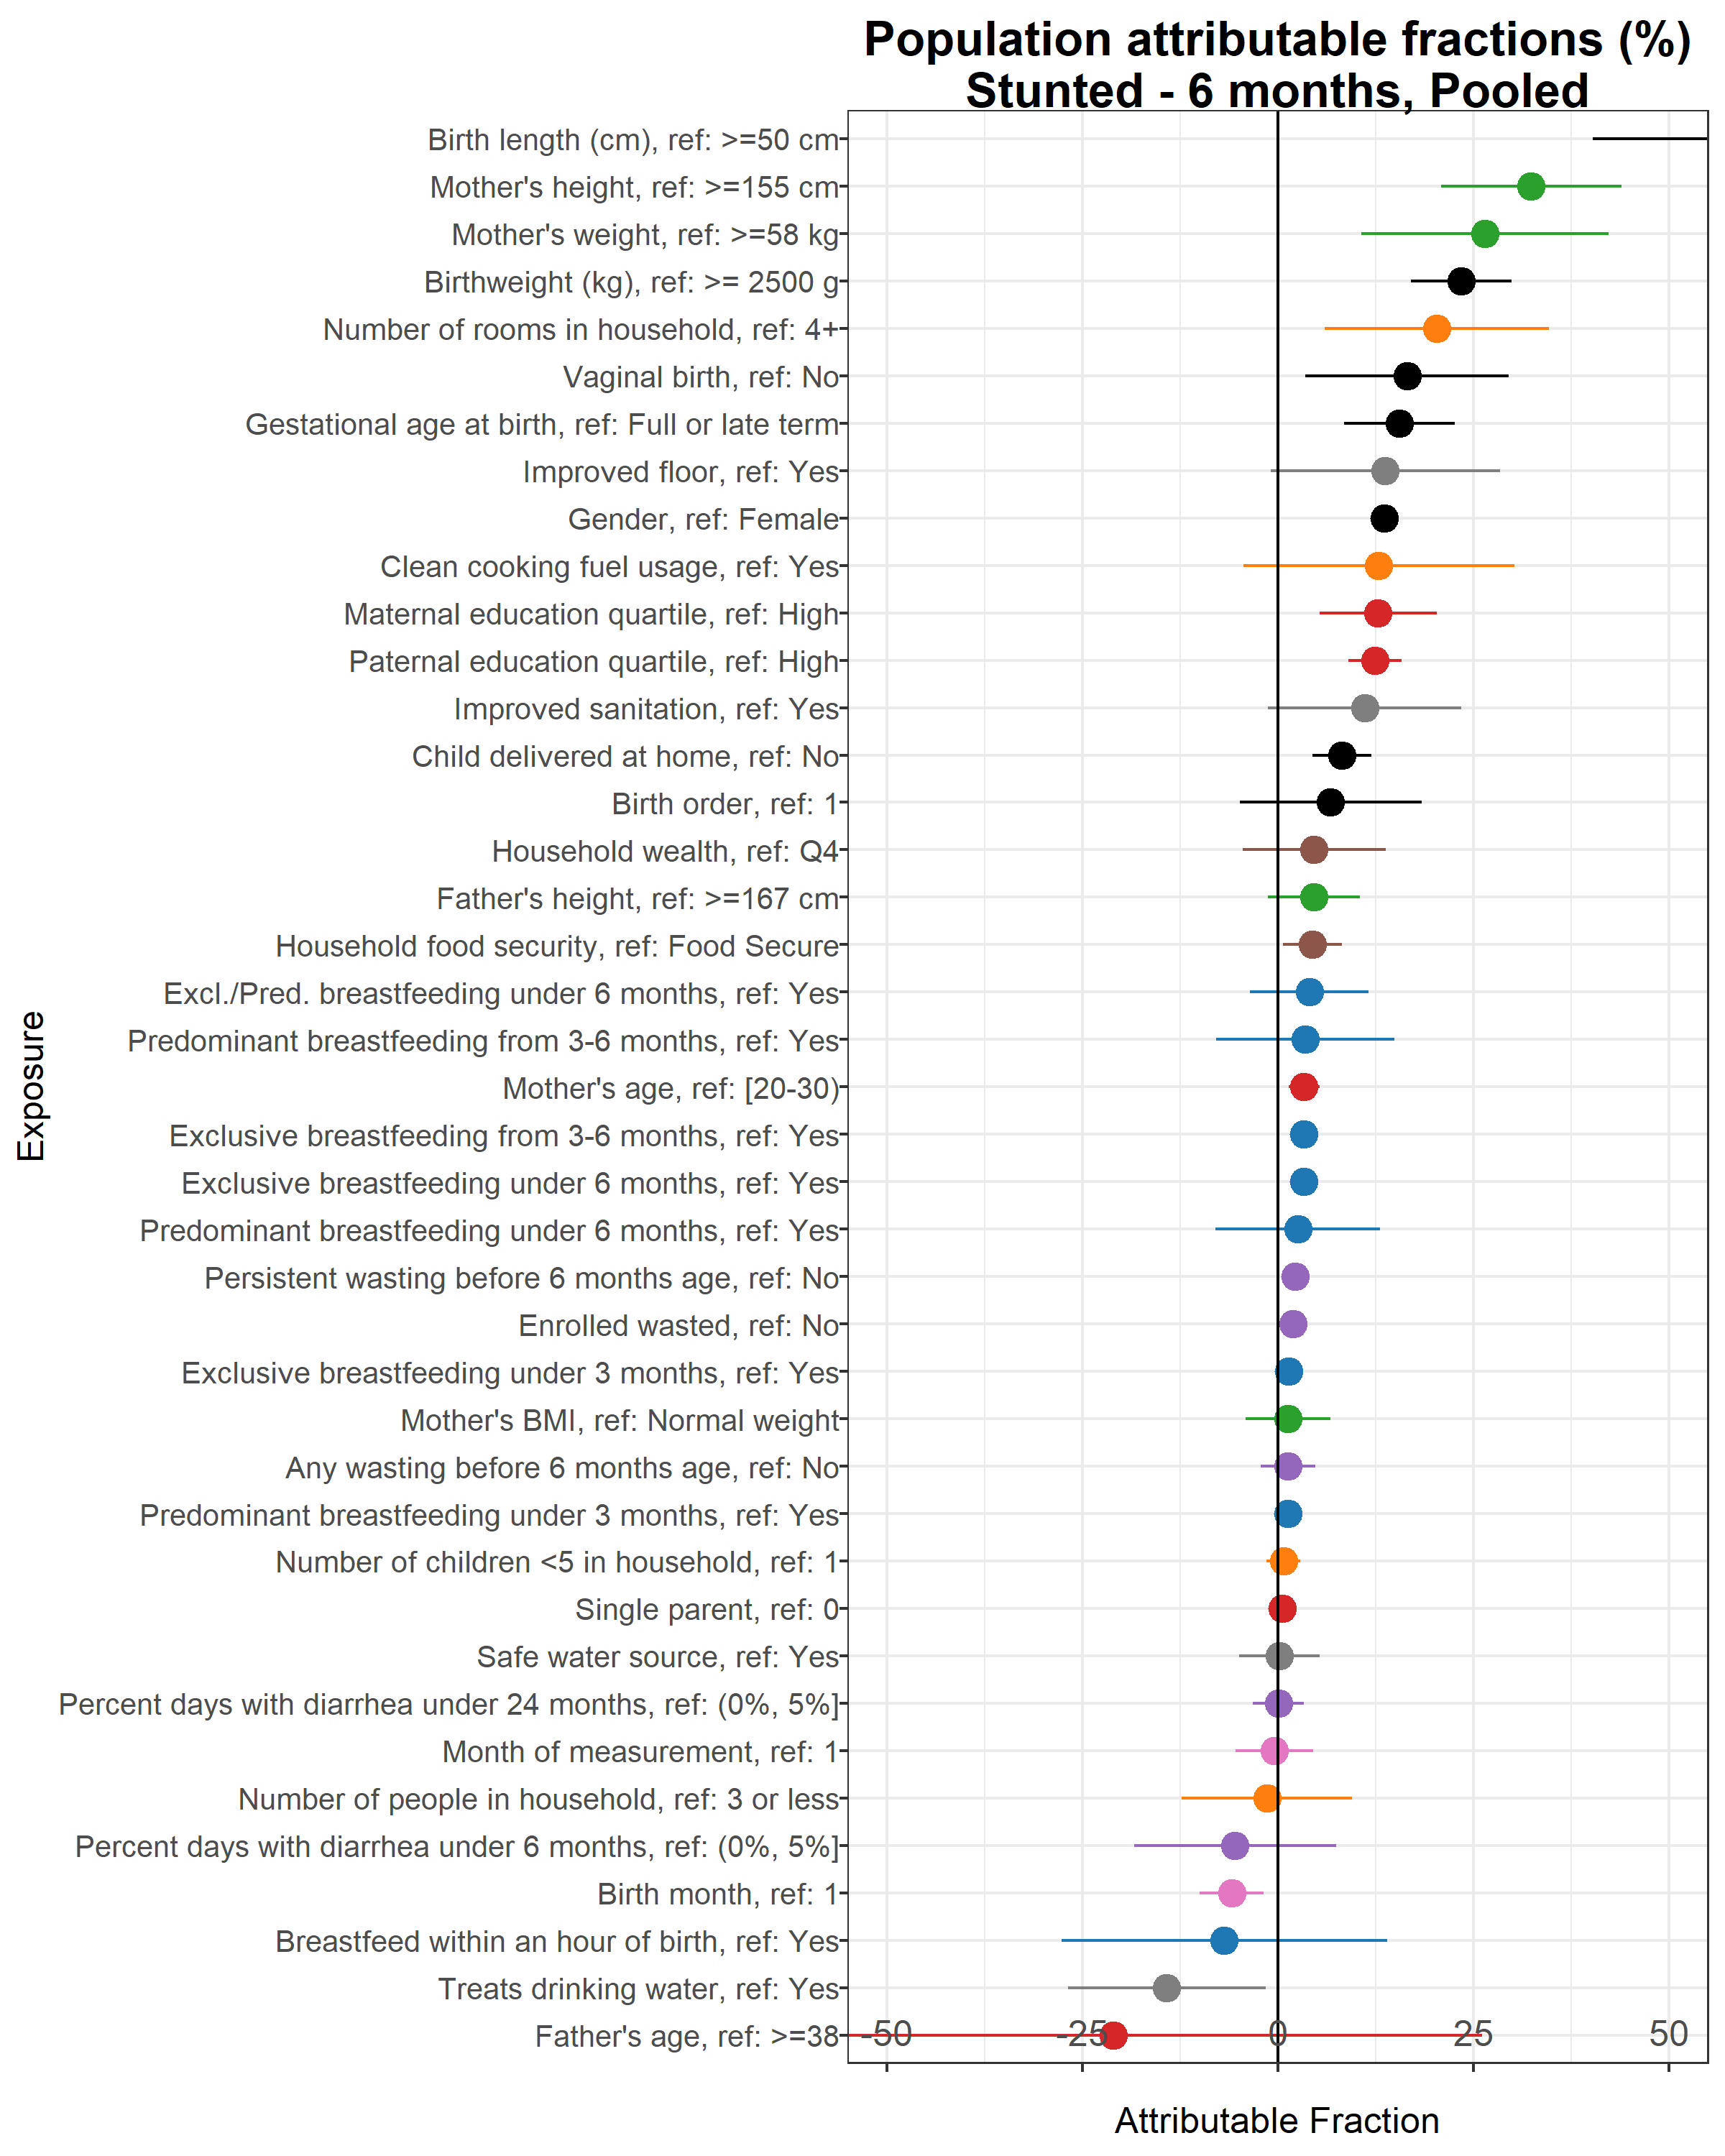 Population attributable fractions (%)
Stunted - 6 months, Pooled
Birth length (cm), ref: >=50 cm
Mother's height, ref: >=155 cm
Mother's weight, ref: >=58 kg
Birthweight (kg), ref: >= 2500 g
Number of rooms in household, ref: 4+
Vaginal birth, ref: No
Gestational age at birth, ref: Full or late term
Improved floor, ref: Yes
Gender, ref: Female
Clean cooking fuel usage, ref: Yes
Maternal education quartile, ref: High
Paternal education quartile, ref: High
Improved sanitation, ref: Yes
Child delivered at home, ref: No
Birth order, ref: 1
Household wealth, ref: Q4
Father's height, ref: >=167 cm
Household food security, ref: Food Secure
Excl./Pred. breastfeeding under 6 months, ref: Yes
Predominant breastfeeding from 3-6 months, ref: Yes
Mother's age, ref: [20-30)
Exclusive breastfeeding from 3-6 months, ref: Yes
Exclusive breastfeeding under 6 months, ref: Yes
Predominant breastfeeding under 6 months, ref: Yes
Persistent wasting before 6 months age, ref: No
Enrolled wasted, ref: No
Exclusive breastfeeding under 3 months, ref: Yes
Mother's BMI, ref: Normal weight
Any wasting before 6 months age, ref: No
Predominant breastfeeding under 3 months, ref: Yes
Number of children <5 in household, ref: 1
Single parent, ref: 0
Safe water source, ref: Yes
Percent days with diarrhea under 24 months, ref: (0%, 5%]
Month of measurement, ref: 1
Number of people in household, ref: 3 or less
Percent days with diarrhea under 6 months, ref: (0%, 5%]
Birth month, ref: 1
Breastfeed within an hour of birth, ref: Yes
Treats drinking water, ref: Yes
Father's age, ref: >=38
-50 -25 0 25 50
Attributable Fraction
Exposure